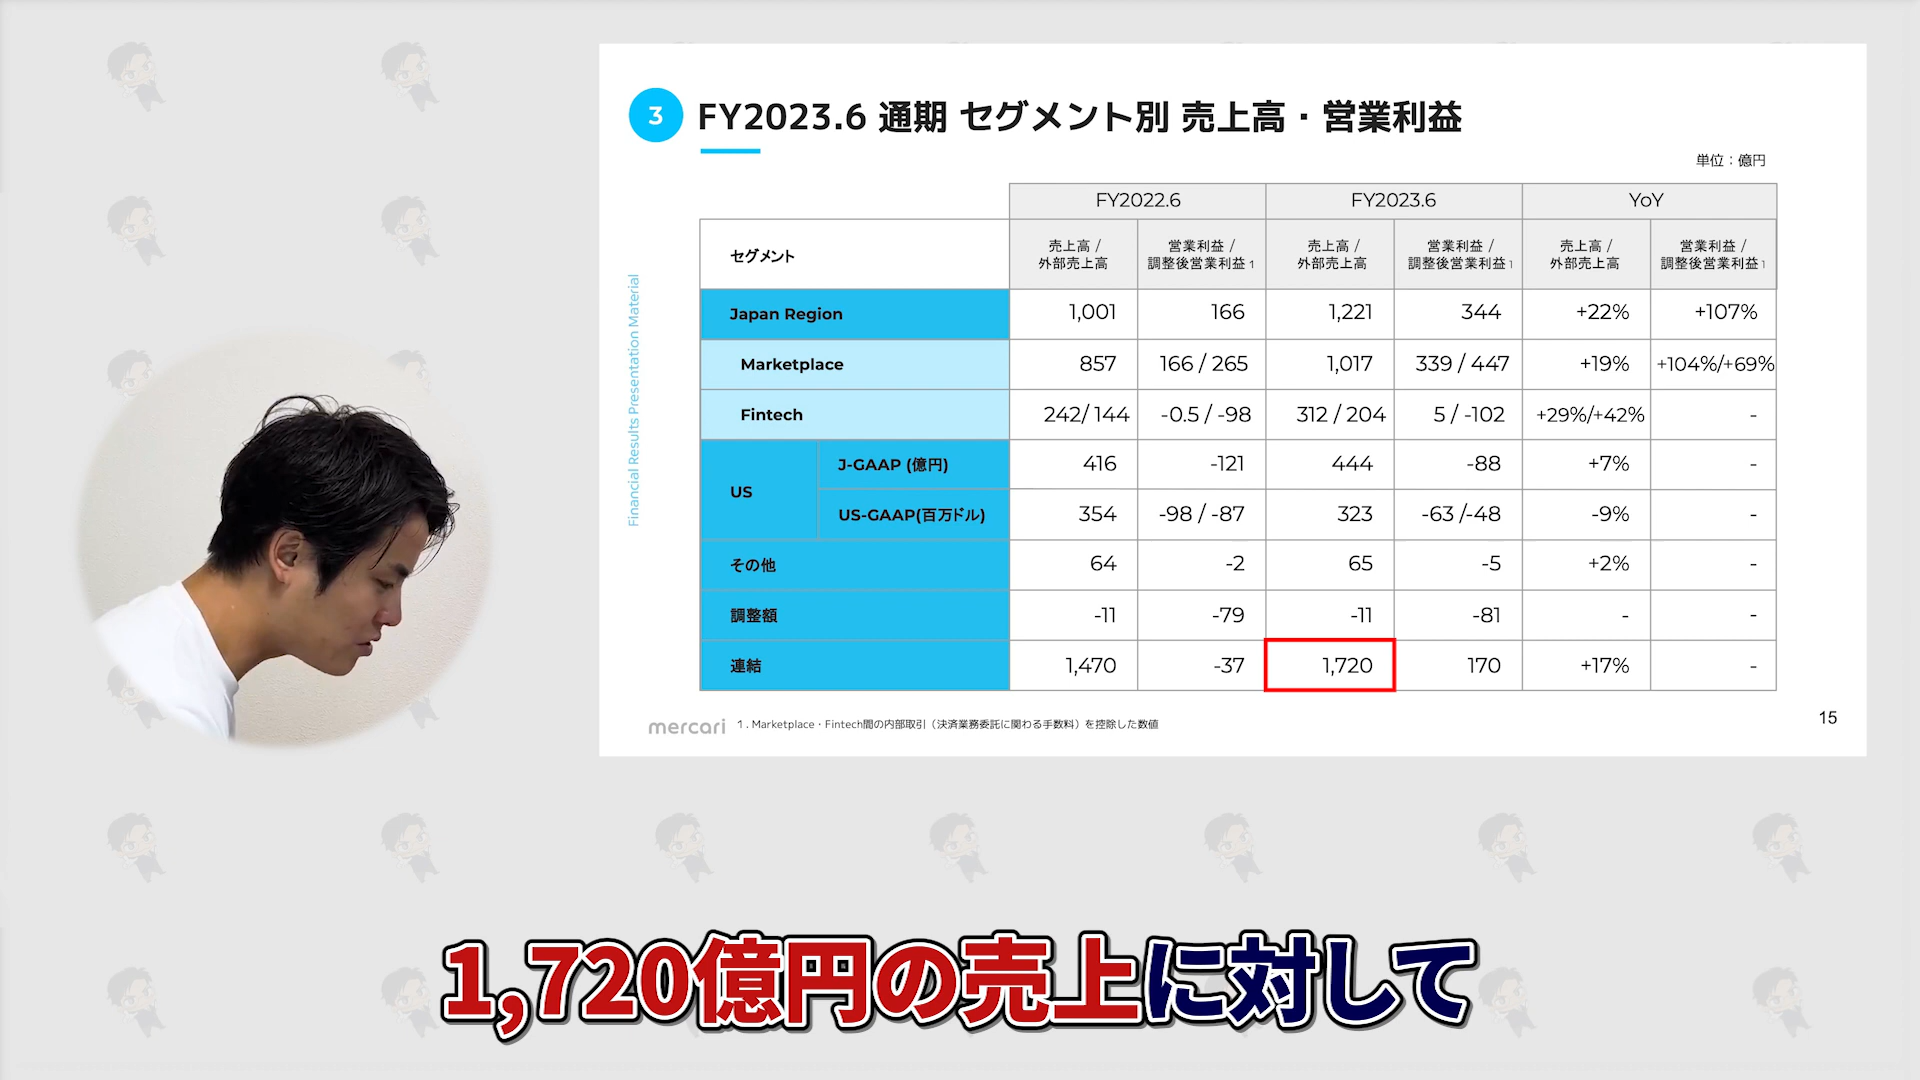 3 FY2023.6 通期 セグメント別 売上高・営業利益
単位：億円
FY2022.6 FY2023.6 YoY
セグメント 売上高 / 外部売上高 営業利益 / 調整後営業利益 1 売上高 / 外部売上高 営業利益 / 調整後営業利益 1 売上高 / 外部売上高 営業利益 / 調整後営業利益 1
Japan Region 1,001 166 1,221 344 +22% +107%
Marketplace 857 166 / 265 1,017 339 / 447 +19% +104%/+69%
Fintech 242/ 144 -0.5 / -98 312 / 204 5 / -102 +29%/+42% -
US J-GAAP (億円) 416 -121 444 -88 +7% -
US-GAAP(百万ドル) 354 -98 / -87 323 -63 /-48 -9% -
その他 64 -2 65 -5 +2% -
調整額 -11 -79 -11 -81 - -
連結 1,470 -37 1,720 170 +17% -
Financial Results Presentation Material
mercari 1 . Marketplace・Fintech間の内部取引（決済業務委託に関わる手数料）を控除した数値
15
1,720億円の売上に対して